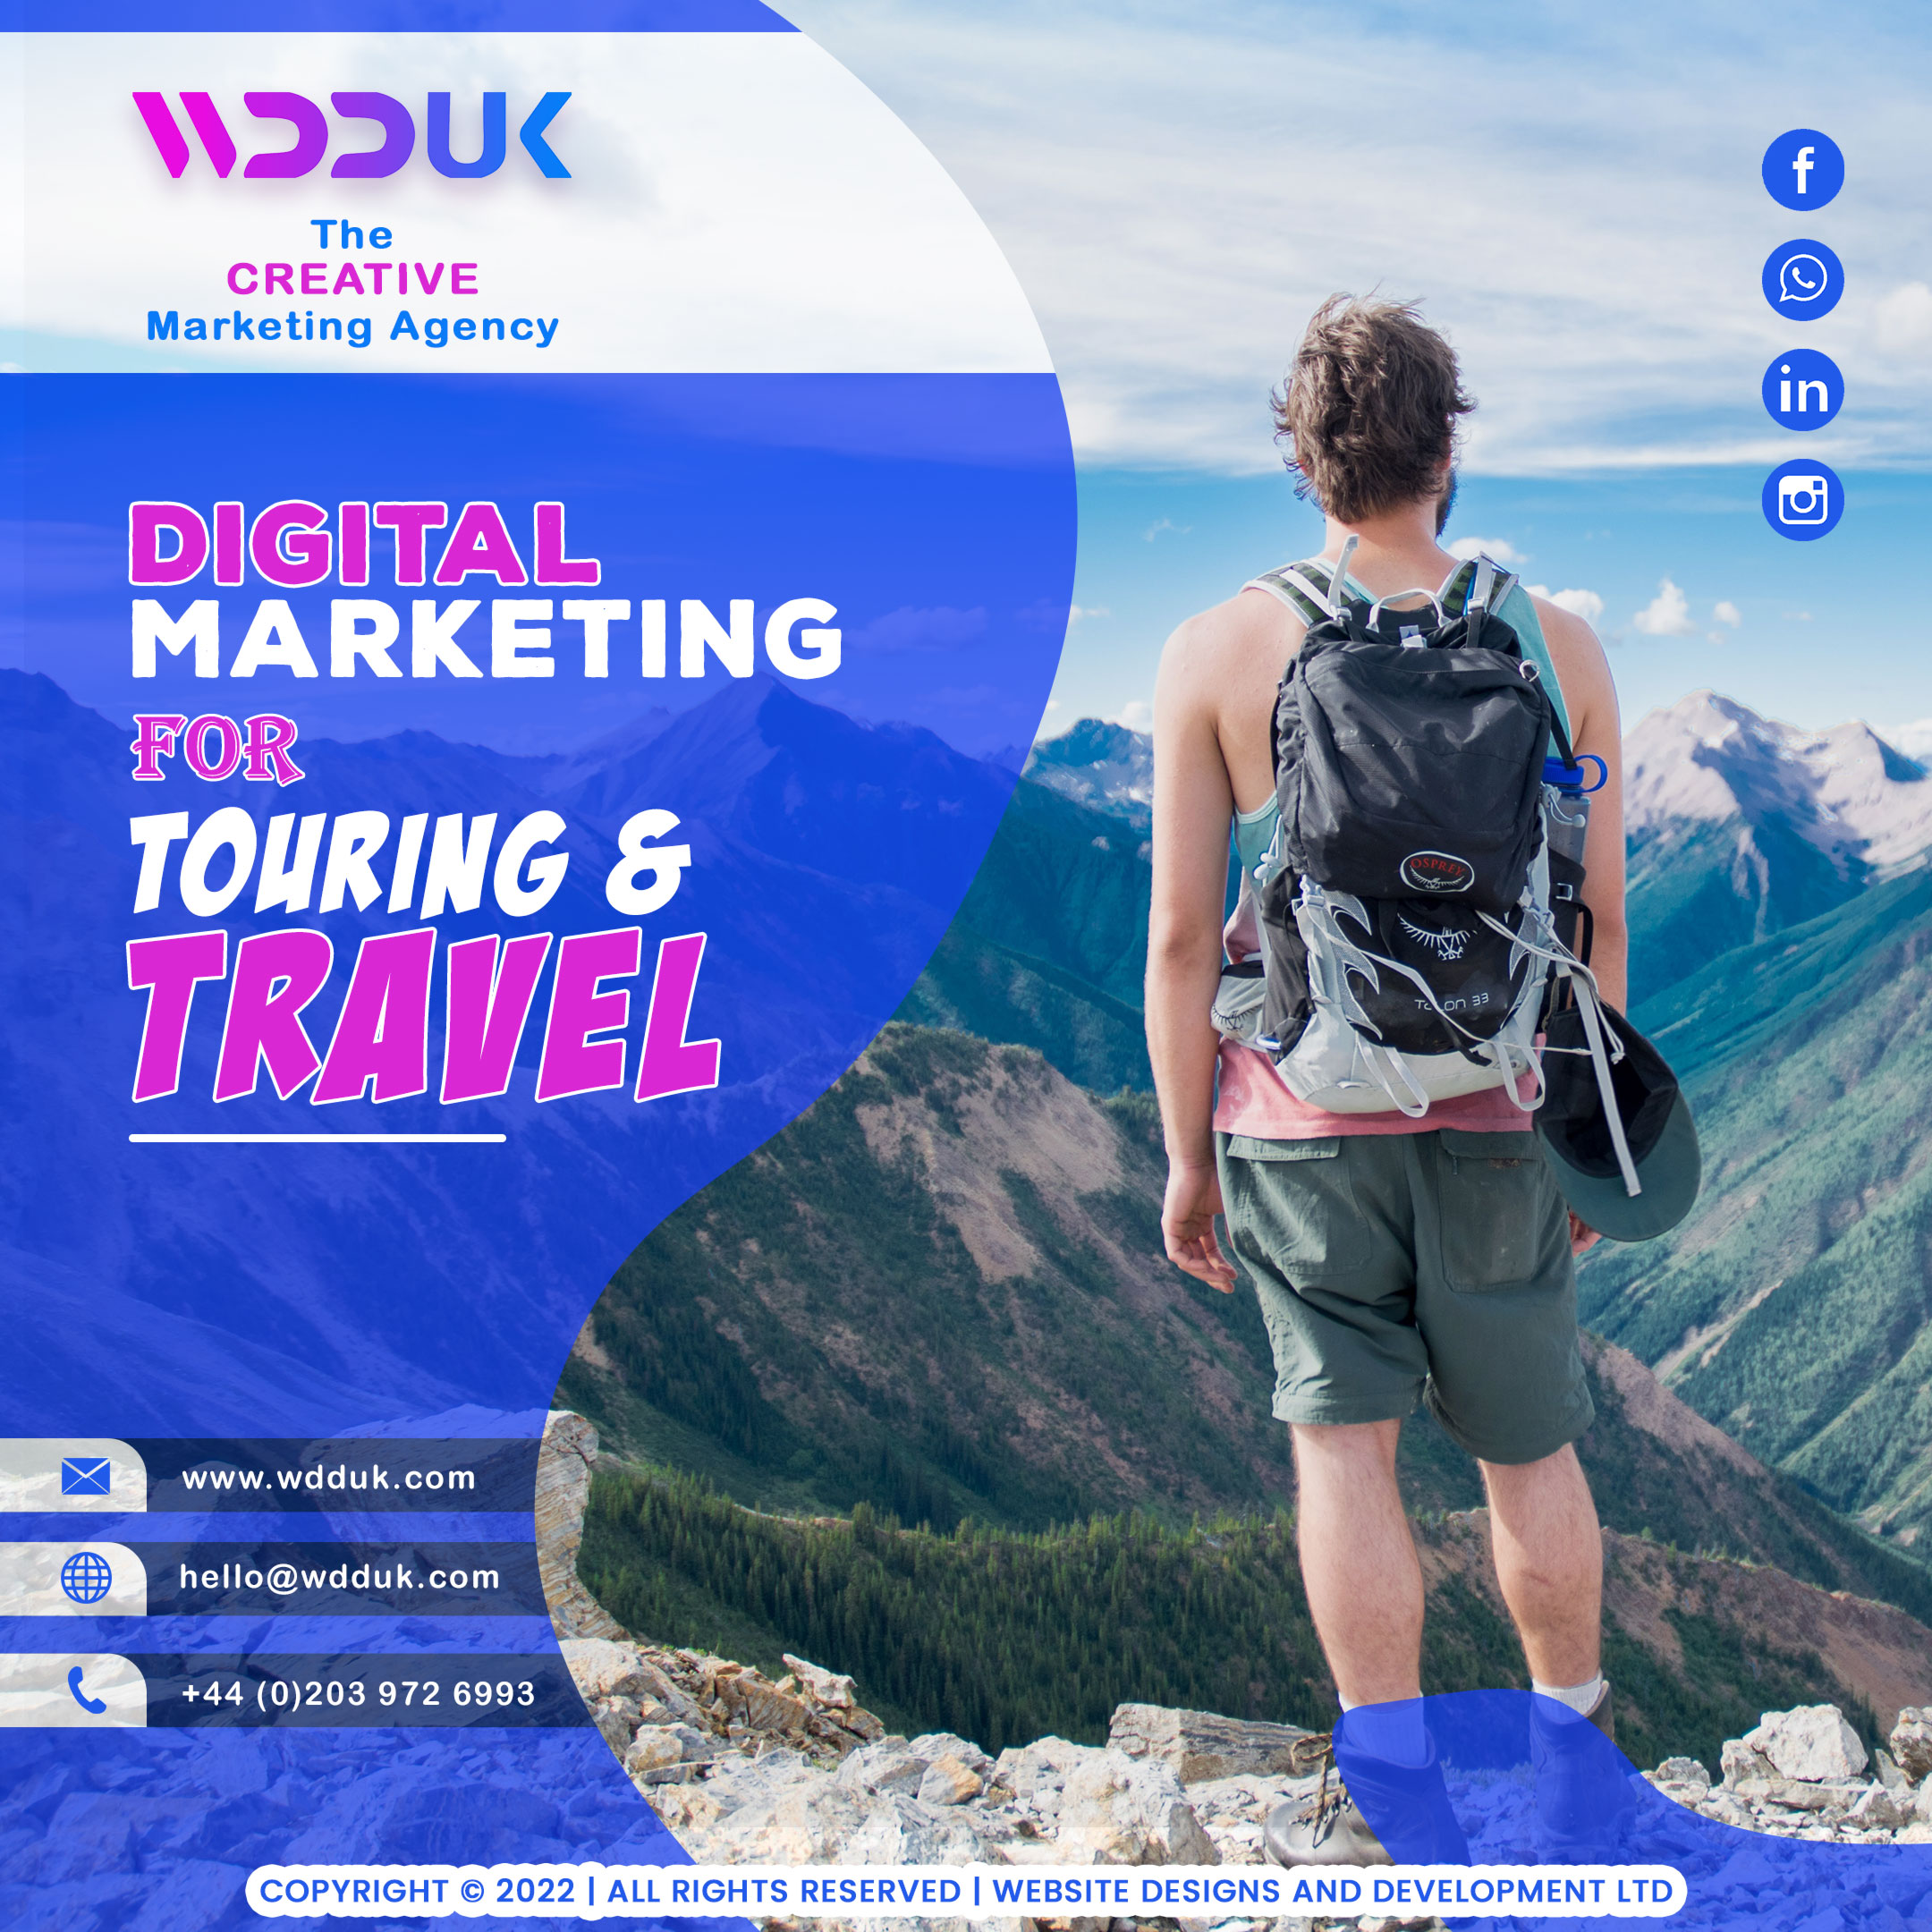 WDDUK
The
CREATIVE
Marketing Agency
DIGITAL
MARKETING
FOR
TOURING &
TRAVEL
OSPREY
TALON 33
www.wdduk.com
hello@wdduk.com
+44 (0)203 972 6993
COPYRIGHT © 2022 | ALL RIGHTS RESERVED | WEBSITE DESIGNS AND DEVELOPMENT LTD